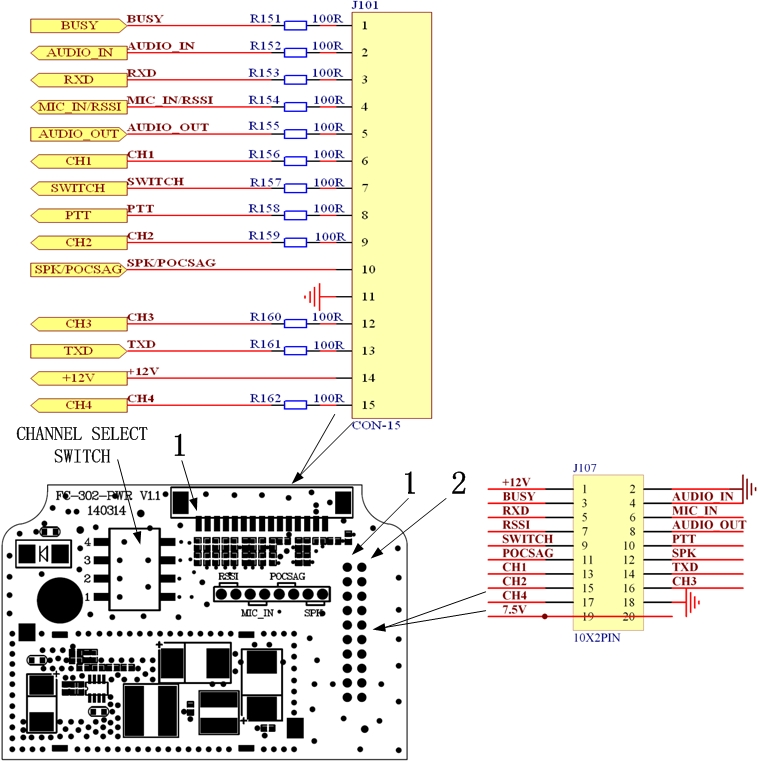 J101
BUSY BUSY R151 100R 1
AUDIO_IN AUDIO_IN R152 100R 2
RXD RXD R153 100R 3
MIC_IN/RSSI MIC_IN/RSSI R154 100R 4
AUDIO_OUT AUDIO_OUT R155 100R 5
CH1 CH1 R156 100R 6
SWITCH SWITCH R157 100R 7
PTT PTT R158 100R 8
CH2 CH2 R159 100R 9
SPK/POCSAG SPK/POCSAG 10
11
CH3 CH3 R160 100R 12
TXD TXD R161 100R 13
+12V +12V 14
CH4 CH4 R162 100R 15
CON-15
CHANNEL SELECT
SWITCH
1
1 2
FC-302-PWR V1.1
140314
4
3
2
1
RSSI POCSAG
MIC_IN SPK
+
+
+
J107
+12V 1 2
BUSY 3 4 AUDIO_IN
RXD 5 6 MIC_IN
RSSI 7 8 AUDIO_OUT
SWITCH 9 10 PTT
POCSAG 11 12 SPK
CH1 13 14 TXD
CH2 15 16 CH3
CH4 17 18
7.5V 19 20
10X2PIN